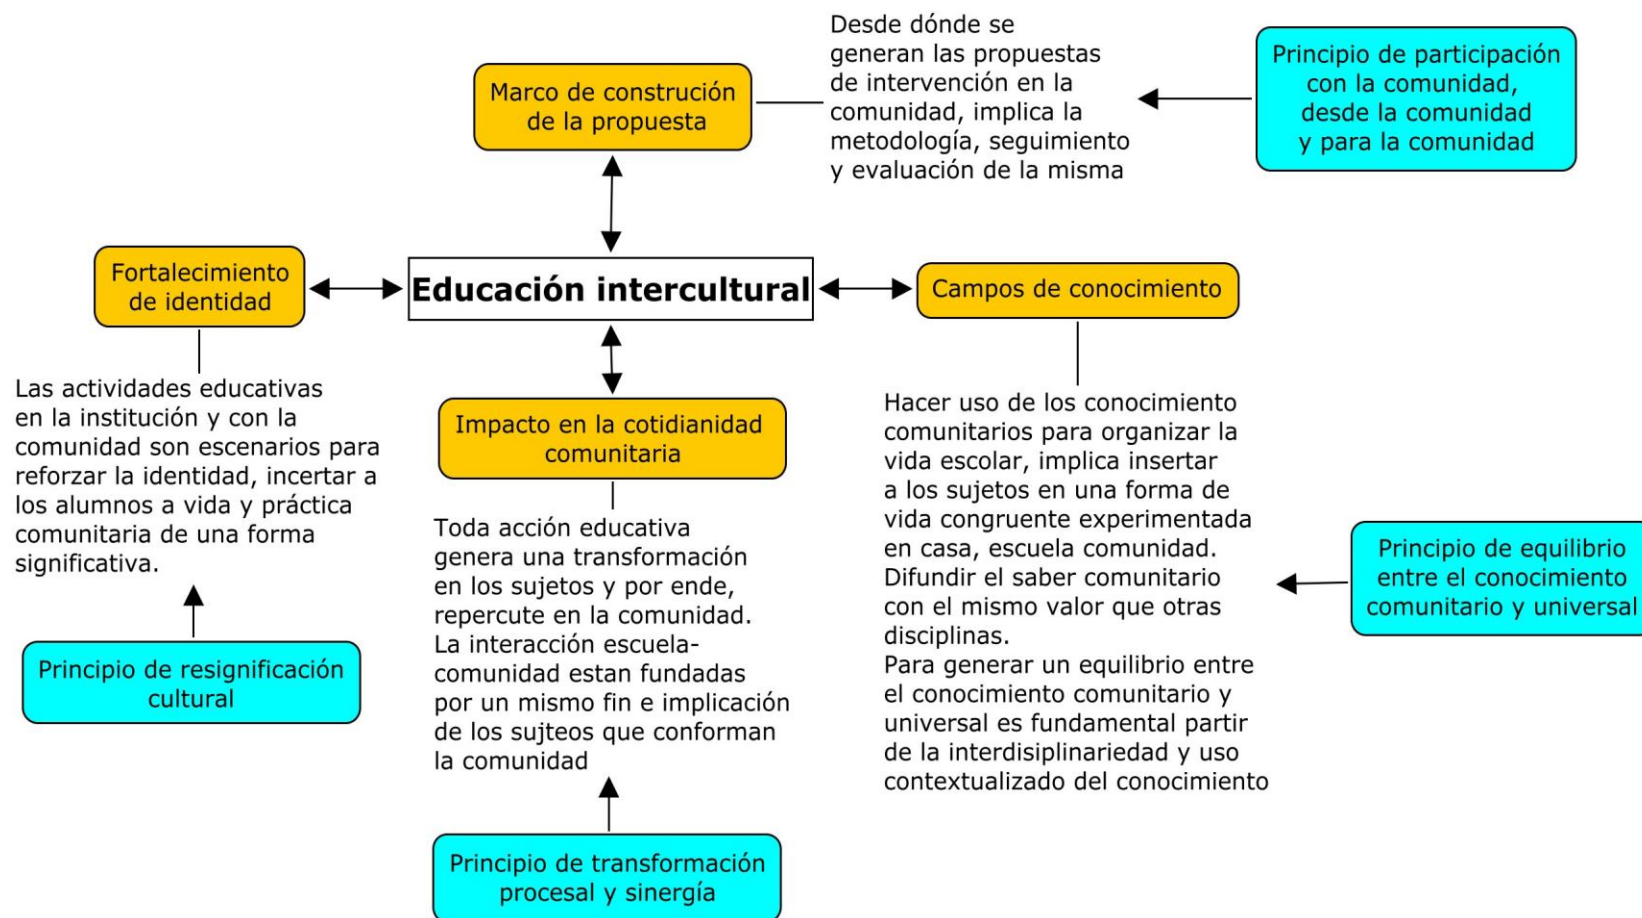 Desde dónde se
generan las propuestas
de intervención en la
comunidad, implica la
metodología, seguimiento
y evaluación de la misma
Principio de participación
con la comunidad,
desde la comunidad
y para la comunidad
Marco de construción
de la propuesta
Fortalecimiento
de identidad
Educación intercultural
Campos de conocimiento
Las actividades educativas
en la institución y con la
comunidad son escenarios para
reforzar la identidad, incertar a
los alumnos a vida y práctica
comunitaria de una forma
significativa.
Impacto en la cotidianidad
comunitaria
Hacer uso de los conocimiento
comunitarios para organizar la
vida escolar, implica insertar
a los sujetos en una forma de
vida congruente experimentada
en casa, escuela comunidad.
Difundir el saber comunitario
con el mismo valor que otras
disciplinas.
Para generar un equilibrio entre
el conocimiento comunitario y
universal es fundamental partir
de la interdisiplinariedad y uso
contextualizado del conocimiento
Toda acción educativa
genera una transformación
en los sujetos y por ende,
repercute en la comunidad.
La interacción escuela-
comunidad estan fundadas
por un mismo fin e implicación
de los sujteos que conforman
la comunidad
Principio de equilibrio
entre el conocimiento
comunitario y universal
Principio de resignificación
cultural
Principio de transformación
procesal y sinergía